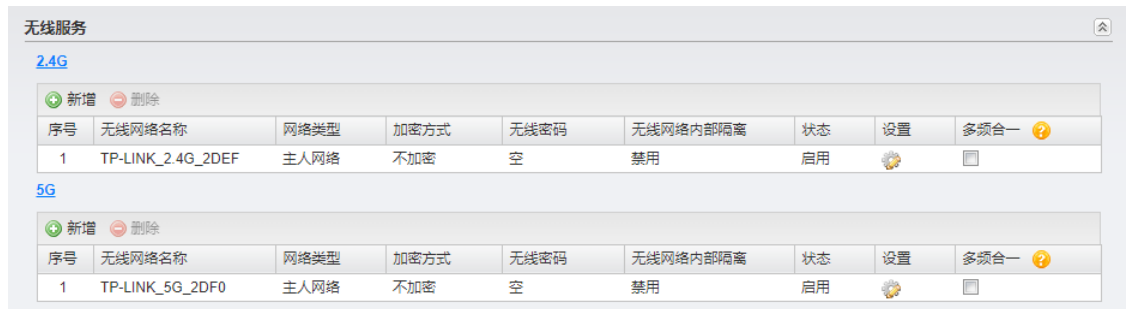 无线服务
2.4G
新增 删除
序号 无线网络名称 网络类型 加密方式 无线密码 无线网络内部隔离 状态 设置 多频合一 ?
1 TP-LINK_2.4G_2DEF 主人网络 不加密 空 禁用 启用
5G
新增 删除
序号 无线网络名称 网络类型 加密方式 无线密码 无线网络内部隔离 状态 设置 多频合一 ?
1 TP-LINK_5G_2DF0 主人网络 不加密 空 禁用 启用